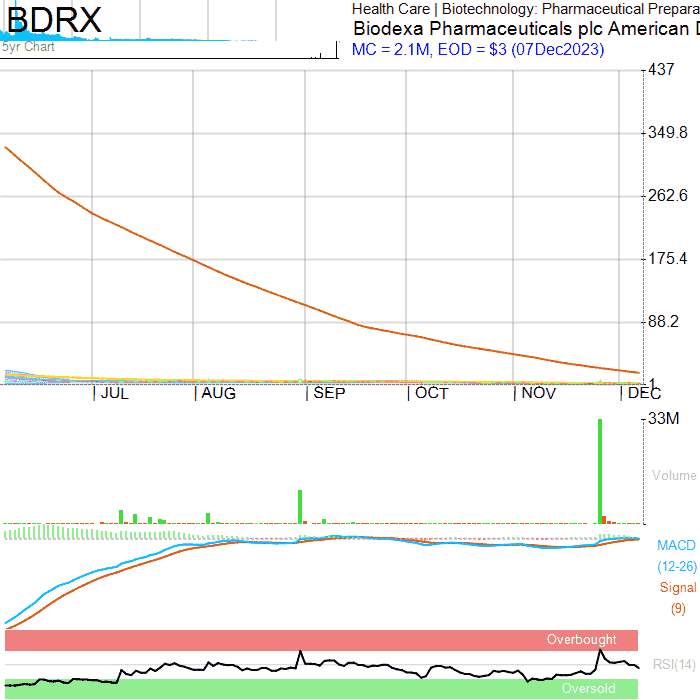 BDRX
Health Care | Biotechnology: Pharmaceutical Prepara
Biodexa Pharmaceuticals plc American D
5yr Chart
MC = 2.1M, EOD = $3 (07Dec2023)
437
349.8
262.6
175.4
88.2
1
JUL AUG SEP OCT NOV DEC
33M
Volume
MACD
(12-26)
Signal
(9)
Overbought
RSI(14)
Oversold